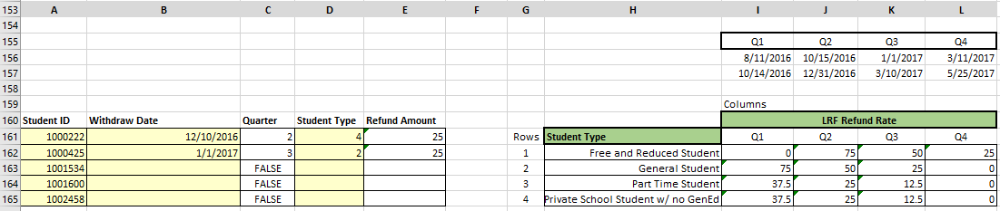 153 A B C D E F G H I J K L
154
155 Q1 Q2 Q3 Q4
156 8/11/2016 10/15/2016 1/1/2017 3/11/2017
157 10/14/2016 12/31/2016 3/10/2017 5/25/2017
158
159 Columns
160 Student ID Withdraw Date Quarter Student Type Refund Amount LRF Refund Rate
161 1000222 12/10/2016 2 4 25 Rows Student Type Q1 Q2 Q3 Q4
162 1000425 1/1/2017 3 2 25 1 Free and Reduced Student 0 75 50 25
163 1001534 FALSE 2 General Student 75 50 25 0
164 1001600 FALSE 3 Part Time Student 37.5 25 12.5 0
165 1002458 FALSE 4 Private School Student w/ no GenEd 37.5 25 12.5 0